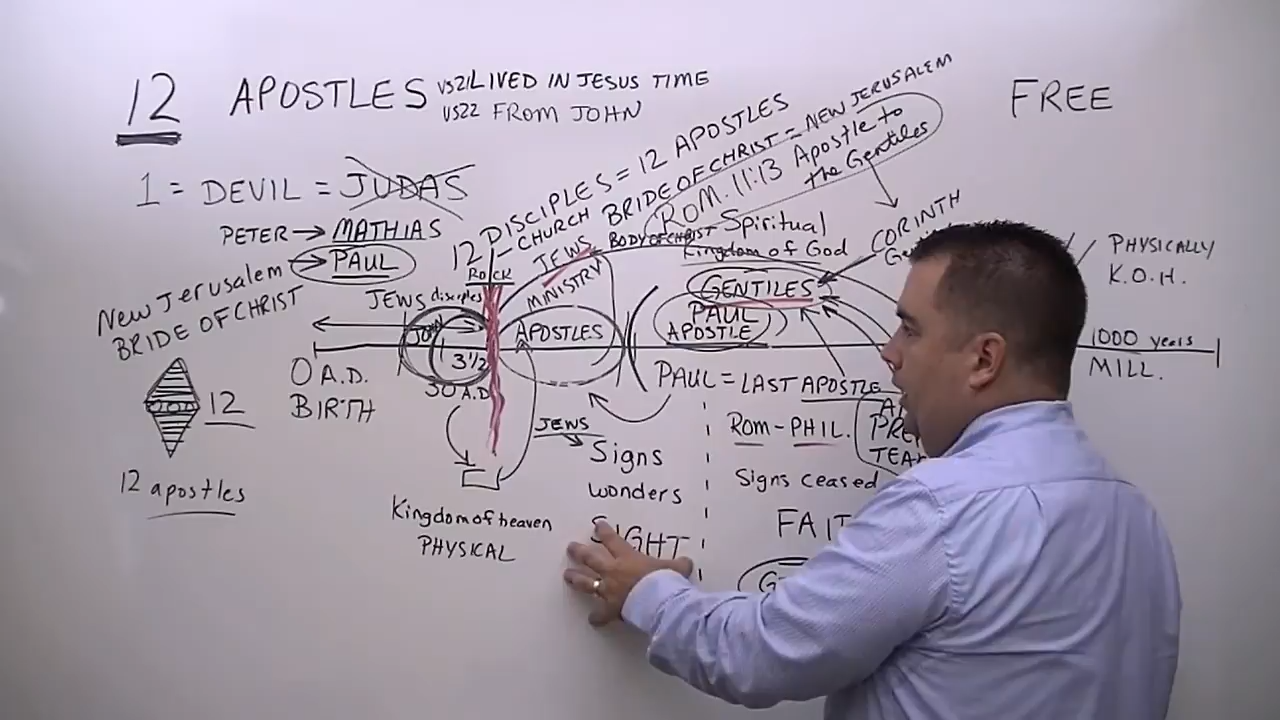 12 APOSTLES VS21 LIVED IN JESUS TIME
VS22 FROM JOHN
FREE
1 = DEVIL = JUDAS
PETER → MATHIAS
→ PAUL
New Jerusalem
BRIDE OF CHRIST
12
12 apostles
12 DISCIPLES = 12 APOSTLES
CHURCH BRIDE OF CHRIST = NEW JERUSALEM
ROM. 11:13 Apostle to
the Gentiles
ROCK
JEWS
BODY OF CHRIST
MINISTRY
Spiritual
Kingdom of God
CORINTH
PHYSICALLY
K.O.H.
JEWS disciples
JOHN
3 1/2
30 A.D.
APOSTLES
GENTILES
PAUL
APOSTLE
1000 years
MILL.
0 A.D.
BIRTH
PAUL = LAST APOSTLE
ROM - PHIL.
Signs ceased
JEWS
Signs
wonders
SIGHT
Kingdom of heaven
PHYSICAL